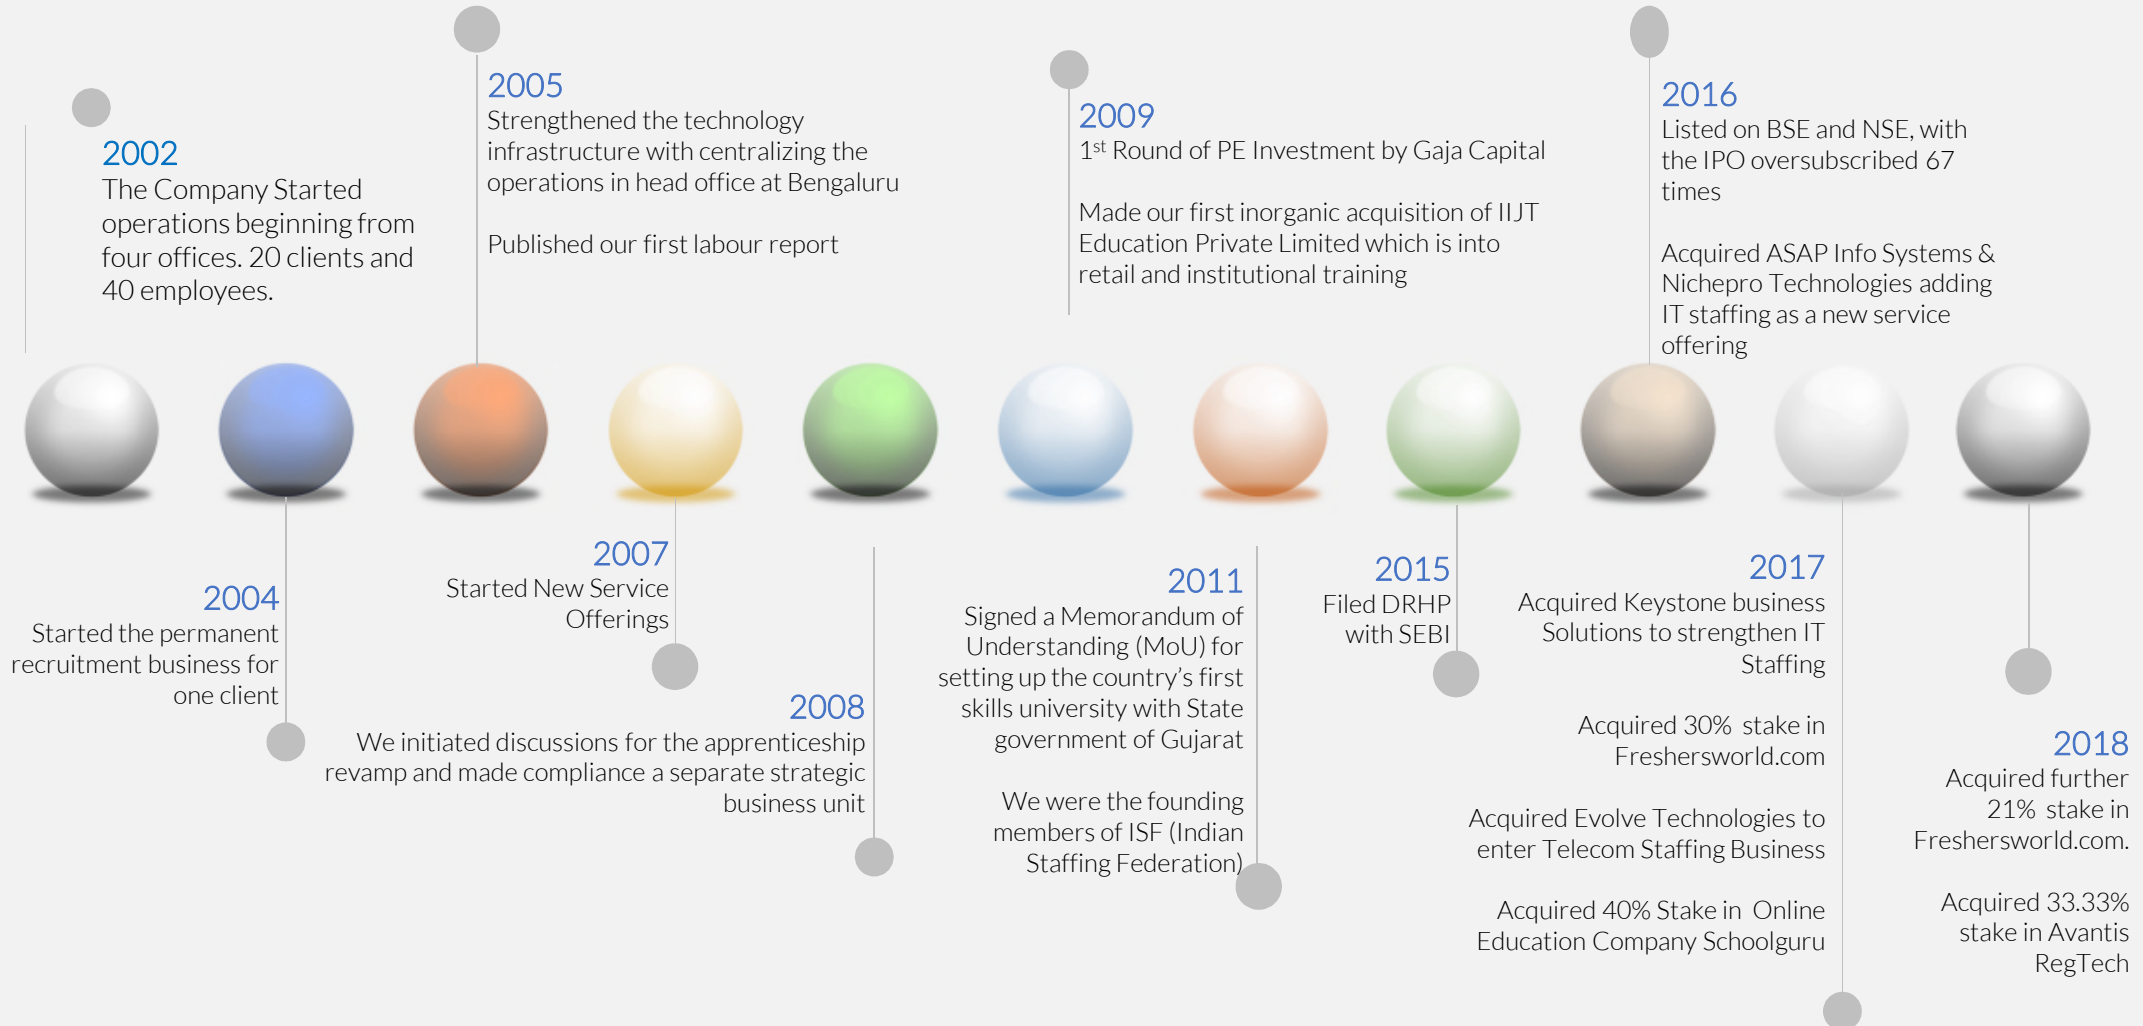 2002
The Company Started
operations beginning from
four offices. 20 clients and
40 employees.
2004
Started the permanent
recruitment business for
one client
2005
Strengthened the technology
infrastructure with centralizing the
operations in head office at Bengaluru
Published our first labour report
2007
Started New Service
Offerings
2008
We initiated discussions for the apprenticeship
revamp and made compliance a separate strategic
business unit
2009
1st Round of PE Investment by Gaja Capital
Made our first inorganic acquisition of IIJT
Education Private Limited which is into
retail and institutional training
2011
Signed a Memorandum of
Understanding (MoU) for
setting up the country’s first
skills university with State
government of Gujarat
We were the founding
members of ISF (Indian
Staffing Federation)
2015
Filed DRHP
with SEBI
2016
Listed on BSE and NSE, with
the IPO oversubscribed 67
times
Acquired ASAP Info Systems &
Nichepro Technologies adding
IT staffing as a new service
offering
2017
Acquired Keystone business
Solutions to strengthen IT
Staffing
Acquired 30% stake in
Freshersworld.com
Acquired Evolve Technologies to
enter Telecom Staffing Business
Acquired 40% Stake in Online
Education Company Schoolguru
2018
Acquired further
21% stake in
Freshersworld.com.
Acquired 33.33%
stake in Avantis
RegTech